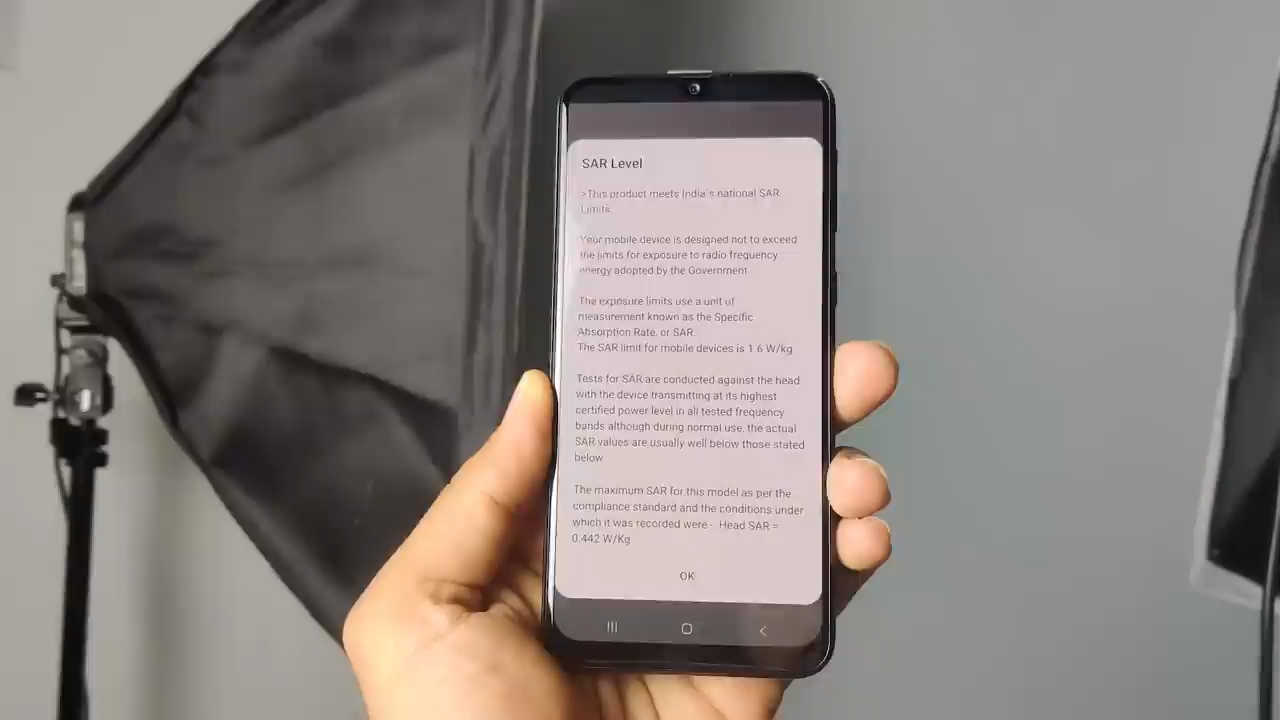 SAR Level
>This product meets India's national SAR
Limits.
Your mobile device is designed not to exceed
the limits for exposure to radio frequency
energy adopted by the Government
The exposure limits use a unit of
measurement known as the Specific
Absorption Rate, or SAR.
The SAR limit for mobile devices is 1.6 W/kg
Tests for SAR are conducted against the head
with the device transmitting at its highest
certified power level in all tested frequency
bands although during normal use, the actual
SAR values are usually well below those stated
below
The maximum SAR for this model as per the
compliance standard and the conditions under
which it was recorded were - Head SAR =
0.442 W/Kg
OK